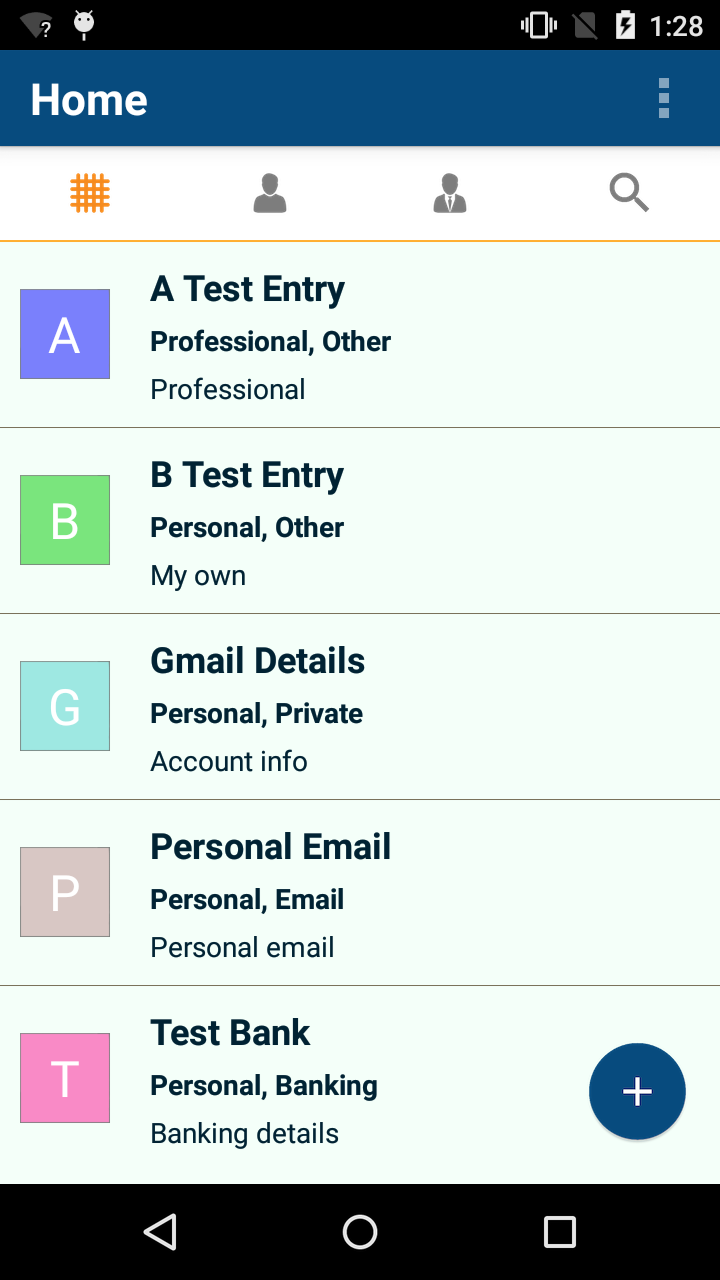 1:28
Home
A
A Test Entry
Professional, Other
Professional
B
B Test Entry
Personal, Other
My own
G
Gmail Details
Personal, Private
Account info
P
Personal Email
Personal, Email
Personal email
T
Test Bank
Personal, Banking
Banking details